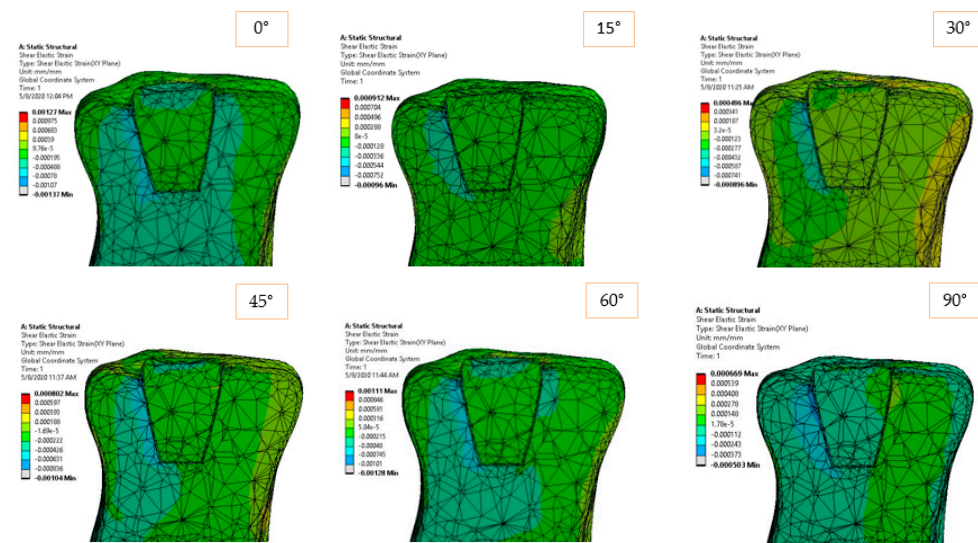 0°
A: Static Structural
Shear Elastic Strain
Type: Shear Elastic Strain(XY Plane)
Unit: mm/mm
Global Coordinate System
Time: 1
5/8/2020 12:04 PM
0.00127 Max
0.000975
0.000683
0.00039
9.76e-5
-0.000195
-0.000488
-0.00078
-0.00107
-0.00137 Min
15°
A: Static Structural
Shear Elastic Strain
Type: Shear Elastic Strain(XY Plane)
Unit: mm/mm
Global Coordinate System
Time: 1
0.000912 Max
0.000704
0.000496
0.000288
8e-5
-0.000128
-0.000336
-0.000544
-0.000752
-0.00096 Min
30°
A: Static Structural
Shear Elastic Strain
Type: Shear Elastic Strain(XY Plane)
Unit: mm/mm
Global Coordinate System
Time: 1
5/8/2020 11:25 AM
0.000496 Max
0.000341
0.000187
3.2e-5
-0.000123
-0.000277
-0.000432
-0.000587
-0.000741
-0.000896 Min
45°
A: Static Structural
Shear Elastic Strain
Type: Shear Elastic Strain(XY Plane)
Unit: mm/mm
Global Coordinate System
Time: 1
5/8/2020 11:37 AM
0.000802 Max
0.000597
0.000393
0.000188
-1.69e-5
-0.000222
-0.000426
-0.000631
-0.000836
-0.00104 Min
60°
A: Static Structural
Shear Elastic Strain
Type: Shear Elastic Strain(XY Plane)
Unit: mm/mm
Global Coordinate System
Time: 1
5/8/2020 11:44 AM
0.00111 Max
0.000846
0.000581
0.000316
5.04e-5
-0.000215
-0.00048
-0.000745
-0.00101
-0.00128 Min
90°
A: Static Structural
Shear Elastic Strain
Type: Shear Elastic Strain(XY Plane)
Unit: mm/mm
Global Coordinate System
Time: 1
0.000669 Max
0.000539
0.000408
0.000278
0.000148
1.78e-5
-0.000112
-0.000243
-0.000373
-0.000503 Min